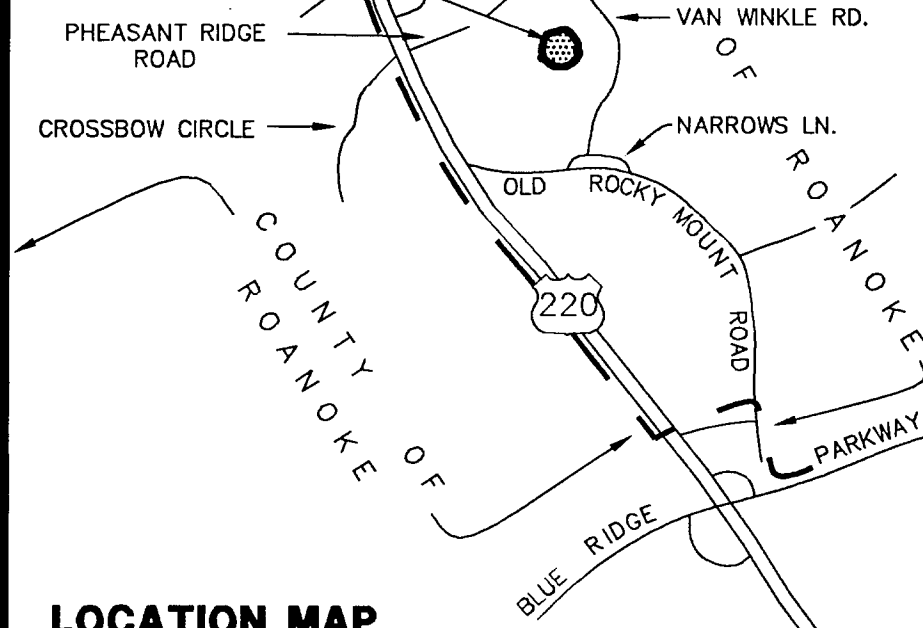 VAN WINKLE RD.
PHEASANT RIDGE
ROAD
OF
CROSSBOW CIRCLE
NARROWS LN.
ROANOKE
OLD ROCKY MOUNT ROAD
COUNTY OF
ROANOKE
220
PARKWAY
BLUE RIDGE
LOCATION MAP